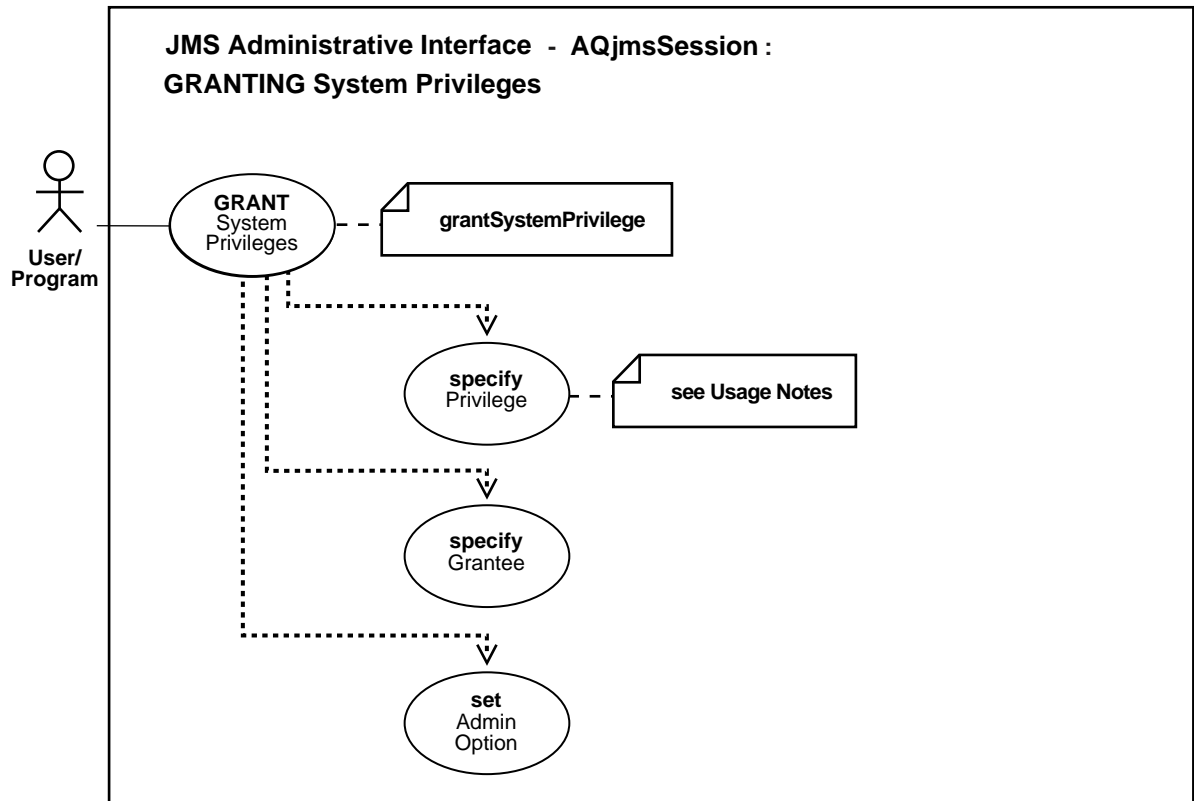 JMS Administrative Interface - AQjmsSession :
GRANTING System Privileges
GRANT
System
Privileges
grantSystemPrivilege
User/
Program
specify
Privilege
see Usage Notes
specify
Grantee
set
Admin
Option